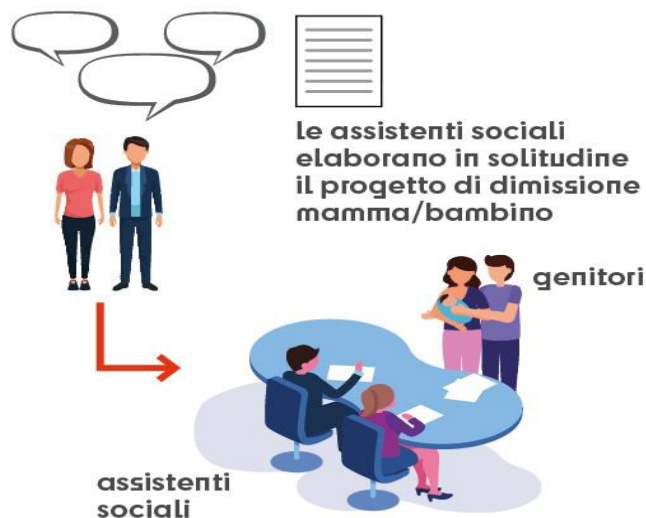 le assistenti sociali
elaborano in solitudine
il progetto di dimissione
mamma/bambino
genitori
assistenti
sociali